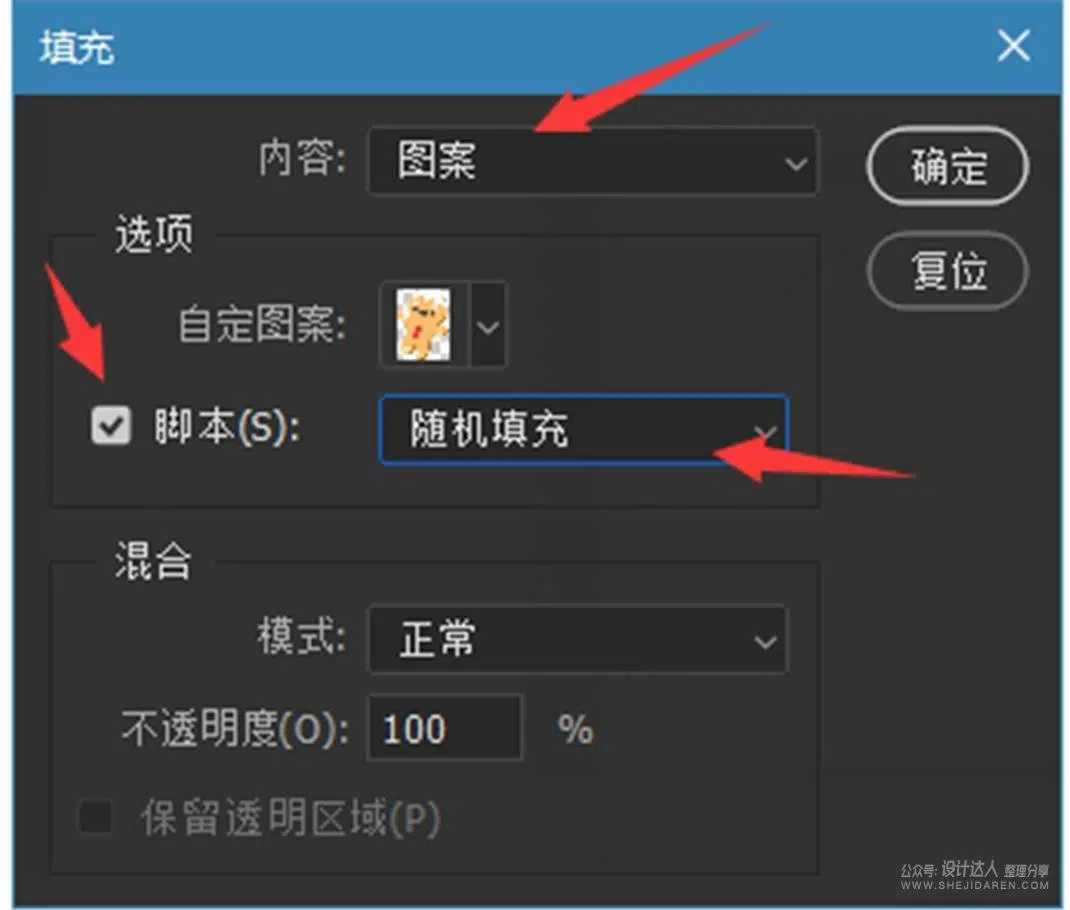 填充
内容: 图案
确定
选项
复位
自定图案:
脚本(S): 随机填充
混合
模式: 正常
不透明度(O): 100 %
保留透明区域(P)
公众号: 设计达人 整理分享
WWW.SHEJIDAREN.COM